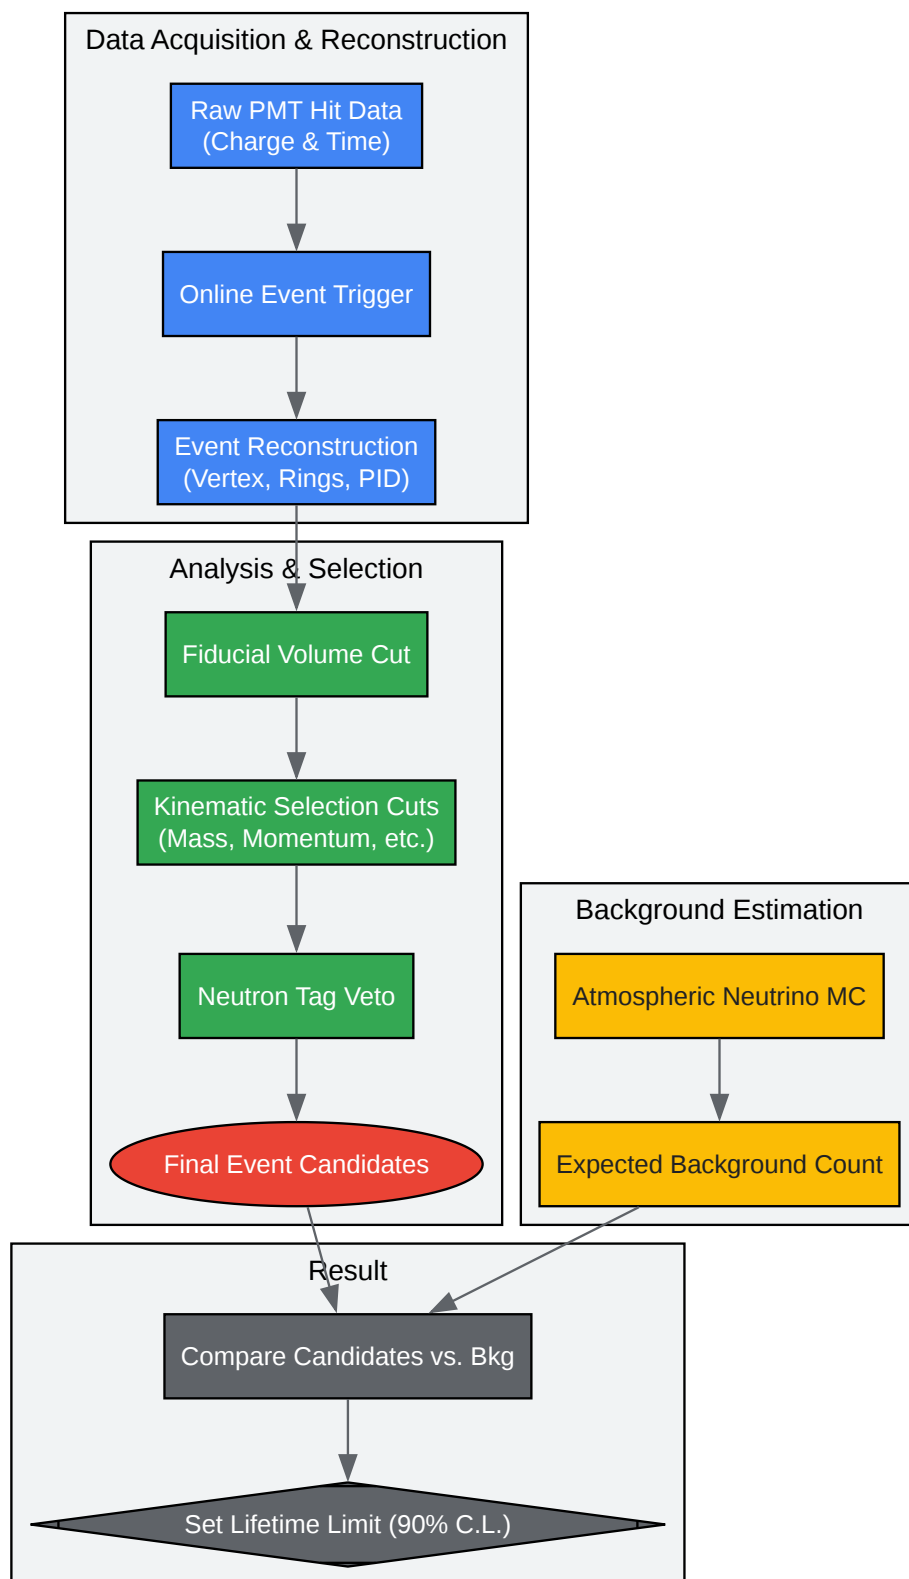 Data Acquisition & Reconstruction
Raw PMT Hit Data
(Charge & Time)
Online Event Trigger
Event Reconstruction
(Vertex, Rings, PID)
Analysis & Selection
Fiducial Volume Cut
Kinematic Selection Cuts
(Mass, Momentum, etc.)
Neutron Tag Veto
Final Event Candidates
Background Estimation
Atmospheric Neutrino MC
Expected Background Count
Result
Compare Candidates vs. Bkg
Set Lifetime Limit (90% C.L.)